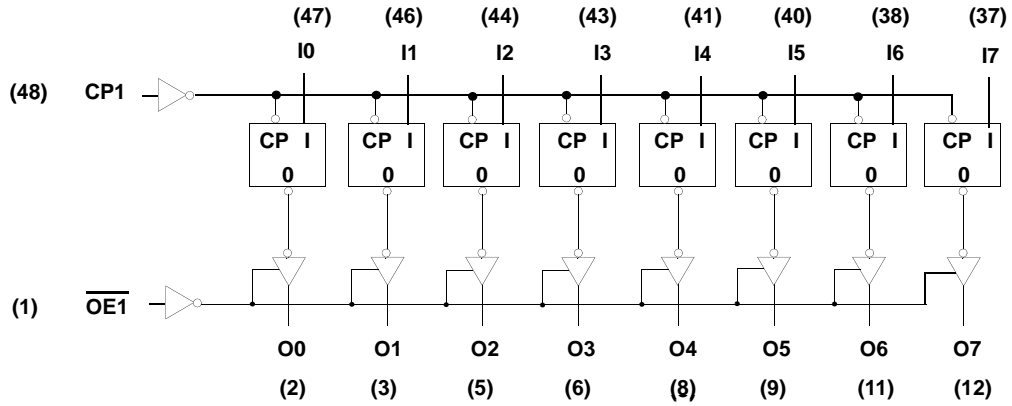 (47) (46) (44) (43) (41) (40) (38) (37)
I0 I1 I2 I3 I4 I5 I6 I7
(48) CP1
CP I CP I CP I CP I CP I CP I CP I CP I
0 0 0 0 0 0 0 0
(1) OE1
O0 O1 O2 O3 O4 O5 O6 O7
(2) (3) (5) (6) (8) (9) (11) (12)